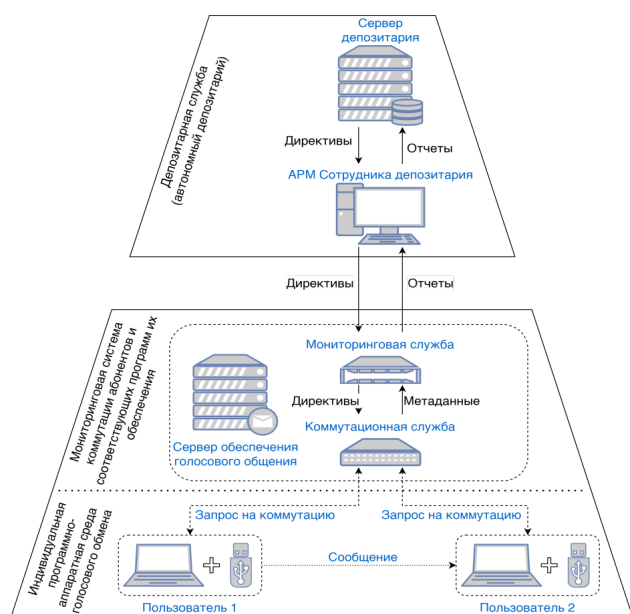 Сервер
депозитария
Депозитарная служба
(автономный депозитарий)
Директивы
Отчеты
АРМ Сотрудника депозитария
Директивы
Отчеты
Мониторинговая система
коммутации абонентов и
соответствующих программ их
обеспечения
Мониторинговая служба
Директивы
Метаданные
Коммутационная служба
Сервер обеспечения
голосового общения
Индивидуальная
программно-
аппаратная среда
голосового обмена
Запрос на коммутацию
Запрос на коммутацию
Сообщение
Пользователь 1
Пользователь 2